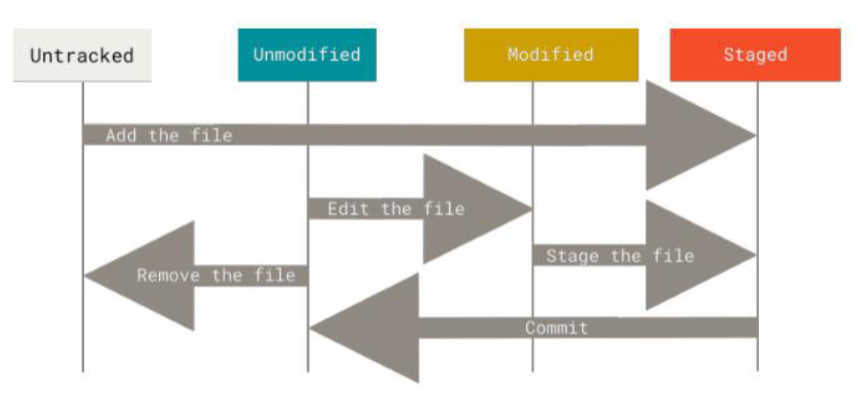 Untracked
Unmodified
Modified
Staged
Add the file
Edit the file
Stage the file
Remove the file
Commit